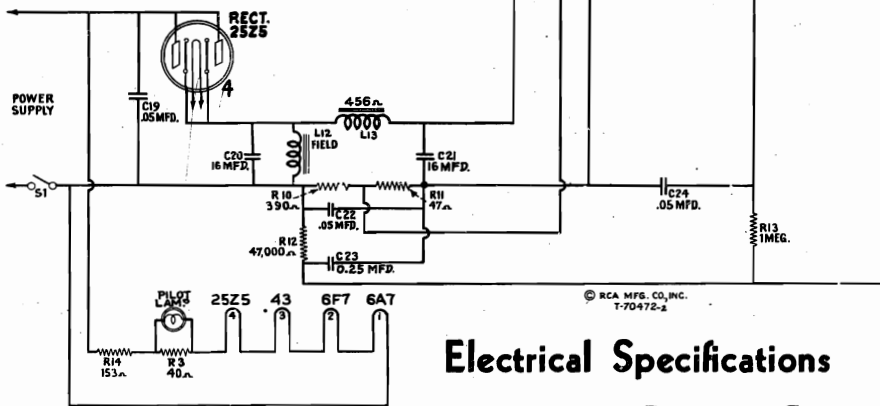 RECT.
25Z5
4
POWER
SUPPLY
C19
.05 MFD.
456Ω
L13
L12
FIELD
C20
16 MFD.
C21
16 MFD.
S1
R10
390Ω
R11
47Ω
C22
.05 MFD.
C24
.05 MFD.
R12
47,000Ω
C23
0.25 MFD.
R13
1 MEG.
© RCA MFG. CO., INC.
T-70472-2
PILOT
LAMP
25Z5 43 6F7 6A7
4 3 2 1
R14
153Ω
R3
40Ω
Electrical Specifications